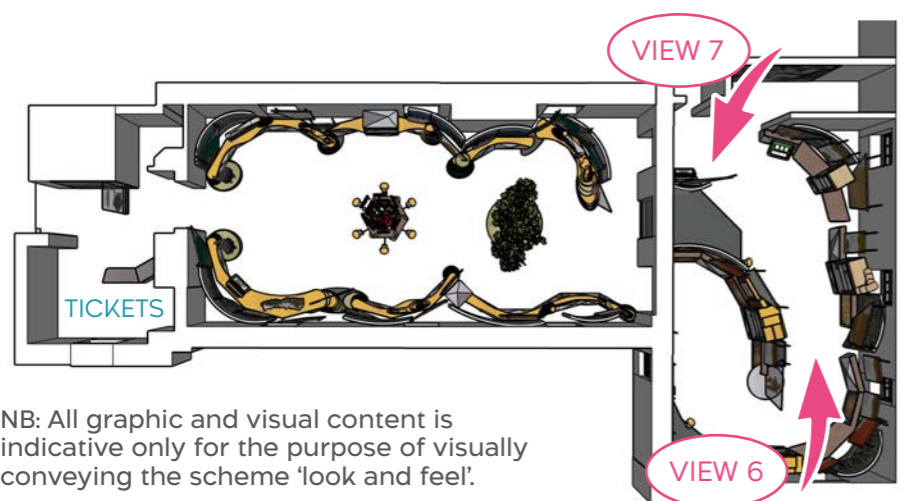 VIEW 7
TICKETS
NB: All graphic and visual content is
indicative only for the purpose of visually
conveying the scheme ‘look and feel’.
VIEW 6